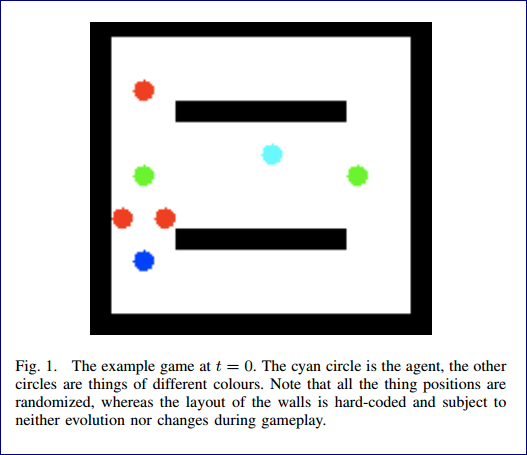 Fig. 1. The example game at t = 0. The cyan circle is the agent, the other
circles are things of different colours. Note that all the thing positions are
randomized, whereas the layout of the walls is hard-coded and subject to
neither evolution nor changes during gameplay.